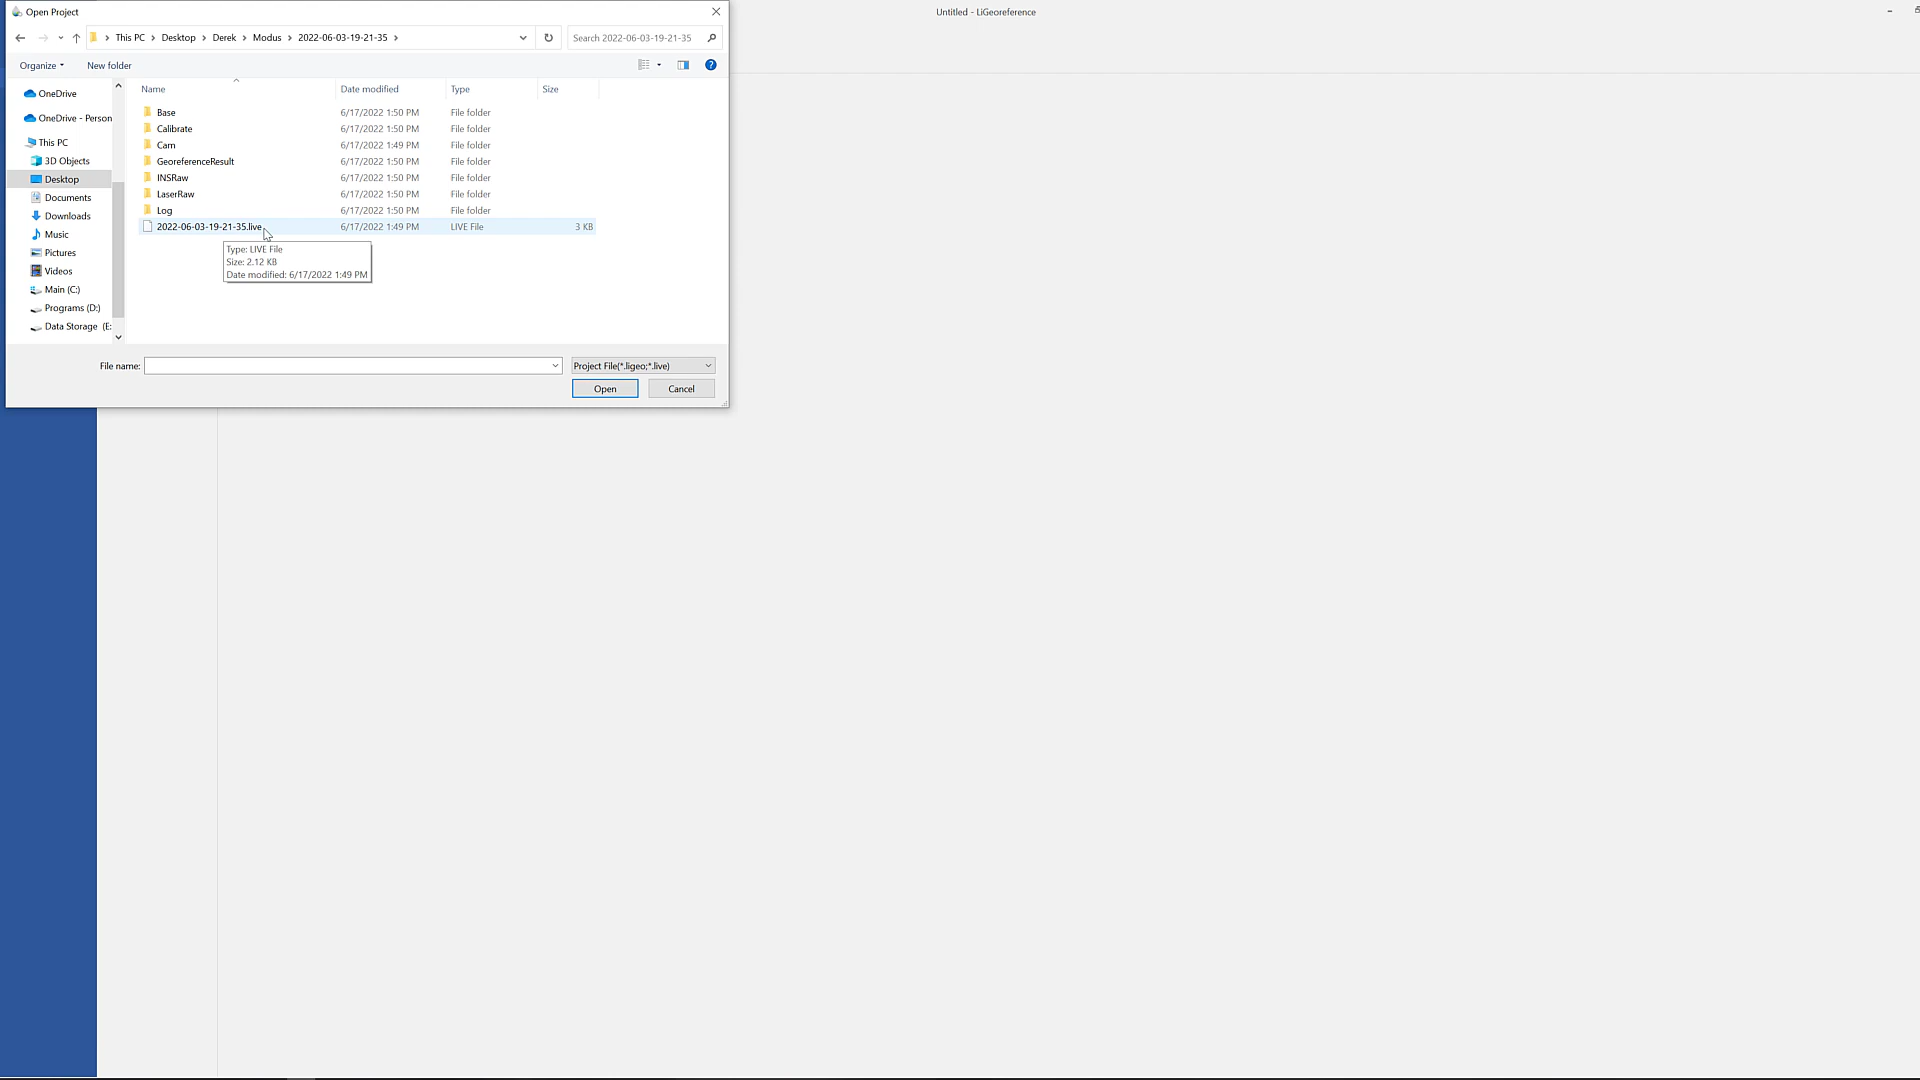 Open Project
Untitled - LiGeoreference
This PC > Desktop > Derek > Modus > 2022-06-03-19-21-35 >
Search 2022-06-03-19-21-35
Organize
New folder
Name Date modified Type Size
OneDrive
OneDrive - Person
This PC
3D Objects
Desktop
Documents
Downloads
Music
Pictures
Videos
Main (C:)
Programs (D:)
Data Storage (E:
Base 6/17/2022 1:50 PM File folder
Calibrate 6/17/2022 1:50 PM File folder
Cam 6/17/2022 1:49 PM File folder
GeoreferenceResult 6/17/2022 1:50 PM File folder
INSRaw 6/17/2022 1:50 PM File folder
LaserRaw 6/17/2022 1:50 PM File folder
Log 6/17/2022 1:50 PM File folder
2022-06-03-19-21-35.live 6/17/2022 1:49 PM LIVE File 3 KB
Type: LIVE File
Size: 2.12 KB
Date modified: 6/17/2022 1:49 PM
File name:
Project File(*.ligeo;*.live)
Open
Cancel